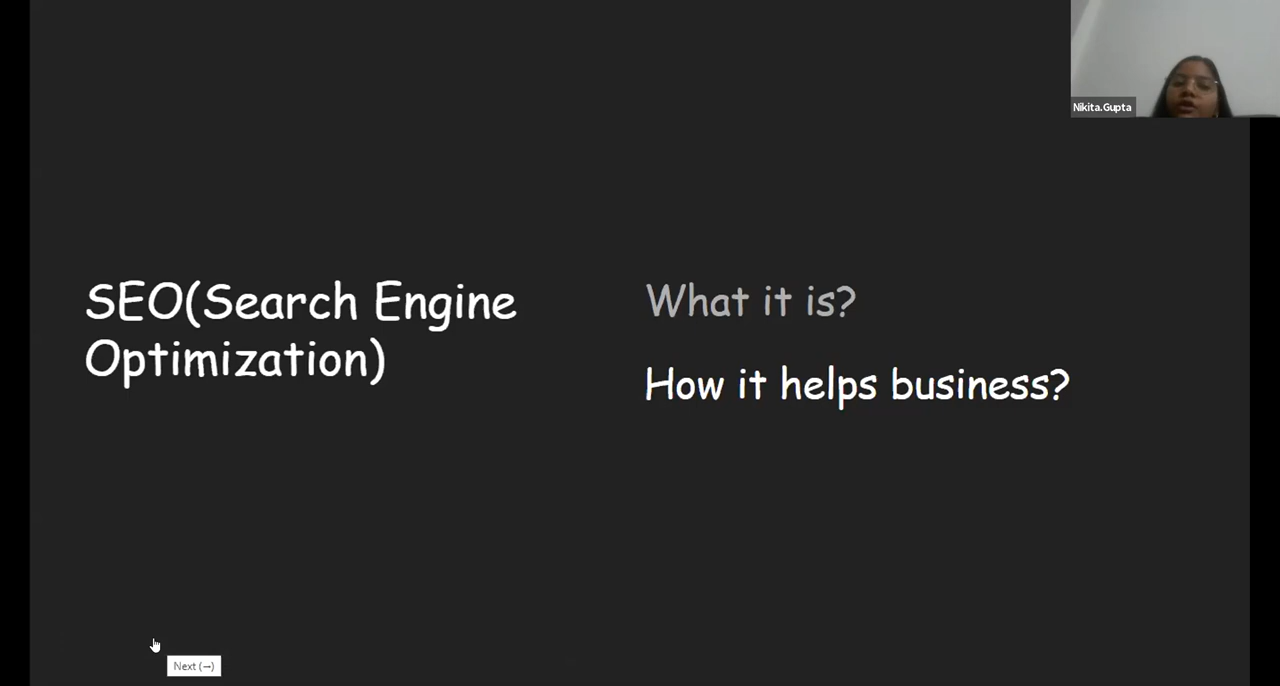 Nikita.Gupta
SEO(Search Engine
Optimization)
What it is?
How it helps business?
Next (→)